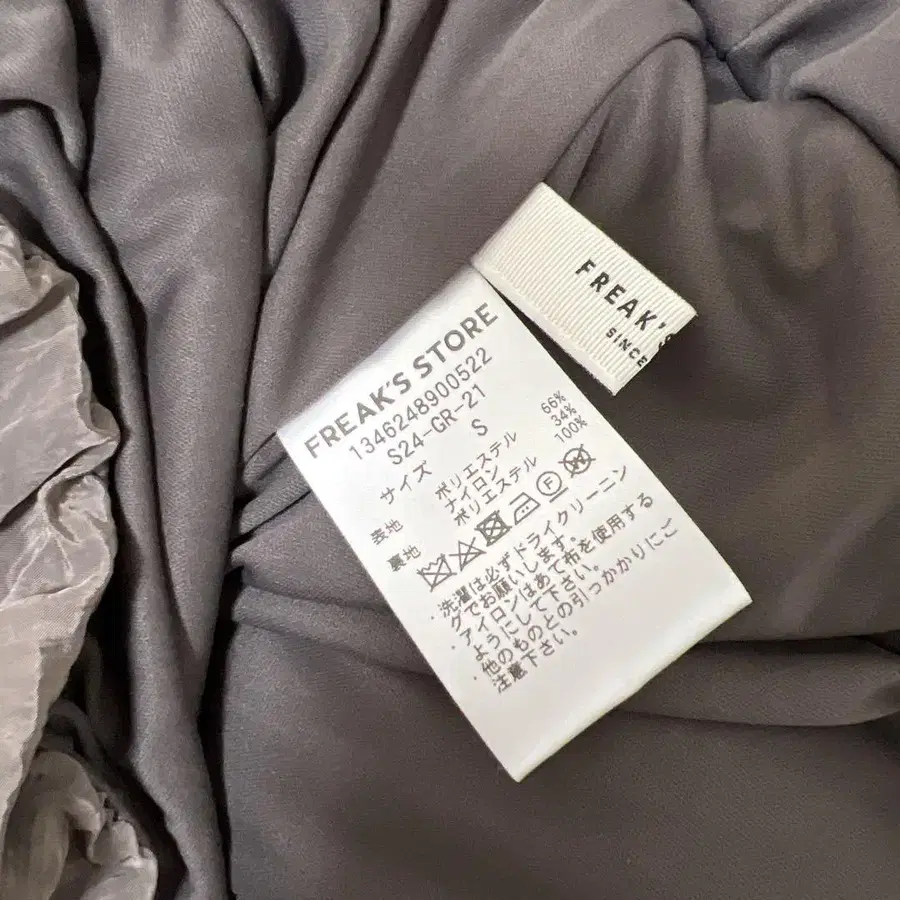 FREAK'S
SINCE
FREAK'S STORE
1346248900522
S24-GR-21
サイズ S
表地 ポリエステル 66%
ナイロン 34%
裏地 ポリエステル 100%
・洗濯は必ずドライクリーニン
グでお願いします。
アイロンはあて布を使用する
ようにして下さい。
・他のものとの引っかかりにご
注意下さい。